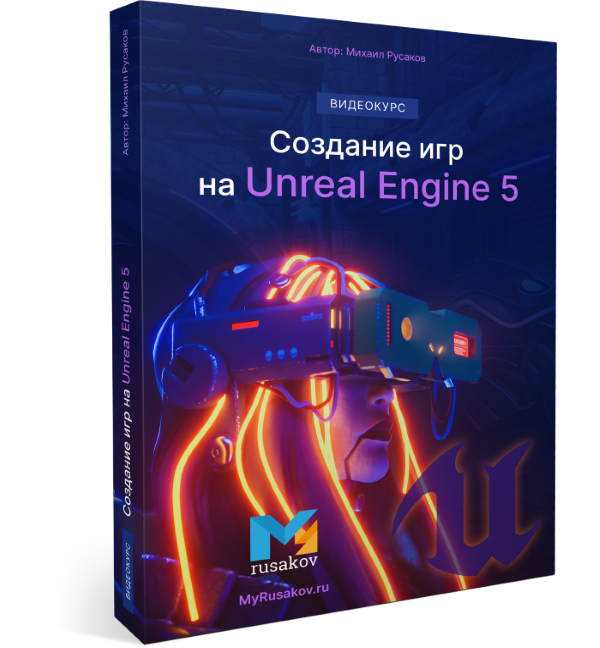 Автор: Михаил Русаков
ВИДЕОКУРС
Создание игр
на Unreal Engine 5
rusakov
MyRusakov.ru
ВИДЕОКУРС
Создание игр на Unreal Engine 5
Автор: Михаил Русаков